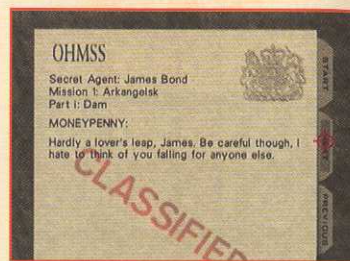 OHMSS
Secret Agent: James Bond
Mission 1: Arkangelsk
Part i: Dam
MONEYPENNY:
Hardly a lover's leap, James. Be careful though, I
hate to think of you falling for anyone else.
CLASSIFIED
START
PREVIOUS